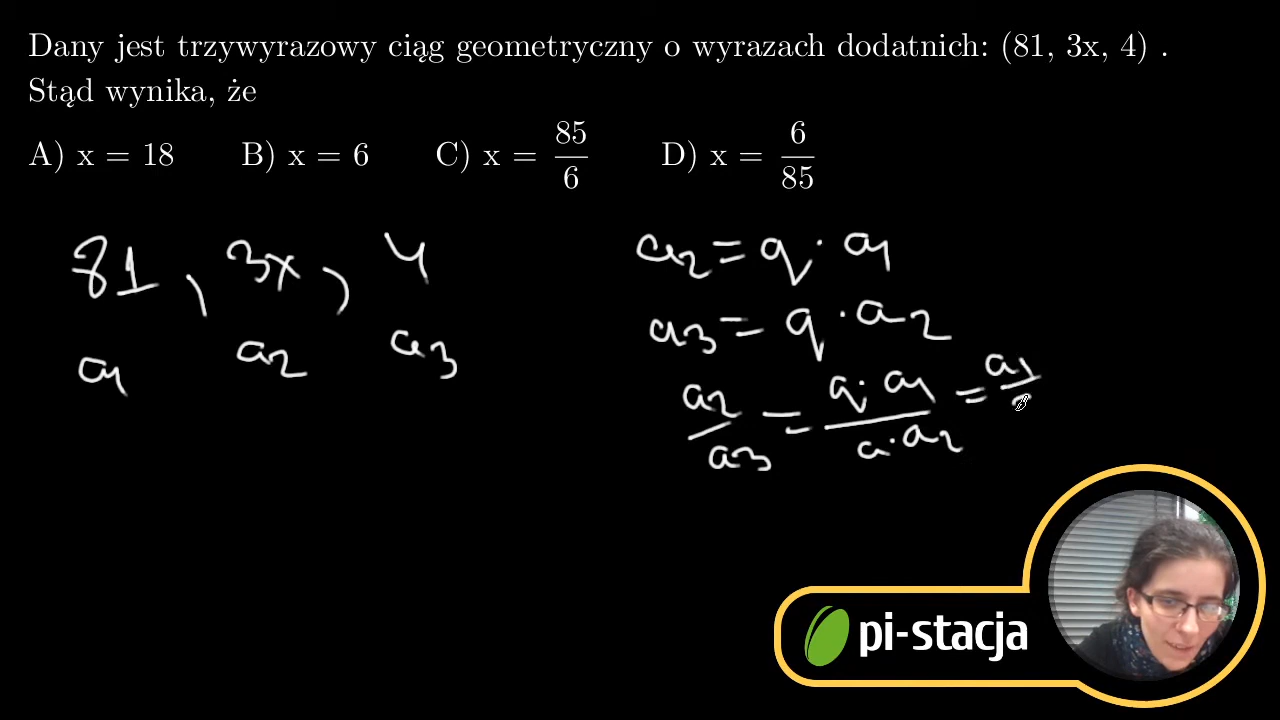 Dany jest trzywyrazowy ciąg geometryczny o wyrazach dodatnich: (81, 3x, 4) .
Stąd wynika, że
A) x = 18 B) x = 6 C) x = 85/6 D) x = 6/85
81 , 3x , 4
a1 a2 a3
a2 = q · a1
a3 = q · a2
a2/a3 = q · a1/a · a2 = a1/
pi-stacja